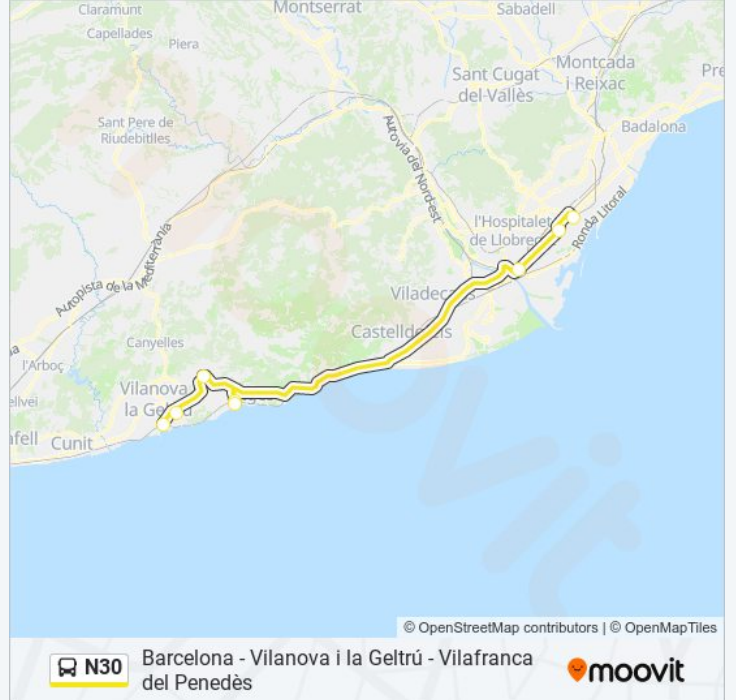 Claramunt
Montserrat
Sabadell
Capellades
Piera
Montcada
i Reixac
Pre
Sant Cugat
del Vallès
Sant Pere de
Riudebitlles
Badalona
Autovia del Nord-est
l'Hospitalet
de Llobreg
Ronda Litoral
Autopista de la Mediterrània
Viladecans
Castelldefels
Canyelles
l'Arboç
ellvei
Vilanova
la Geltrú
afell
Cunit
© OpenStreetMap contributors | © OpenMapTiles
N30
Barcelona - Vilanova i la Geltrú - Vilafranca
del Penedès
moovit